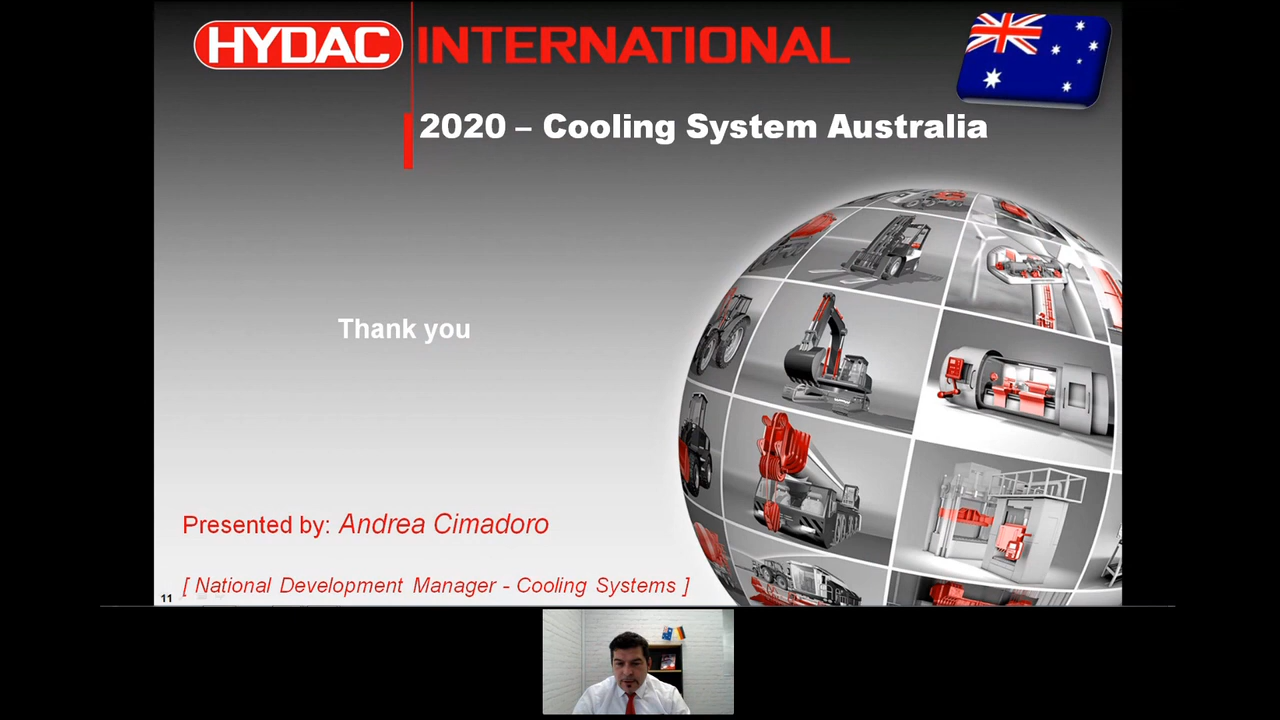 HYDAC INTERNATIONAL
2020 – Cooling System Australia
Thank you
Presented by: Andrea Cimadoro
[ National Development Manager - Cooling Systems ]
11